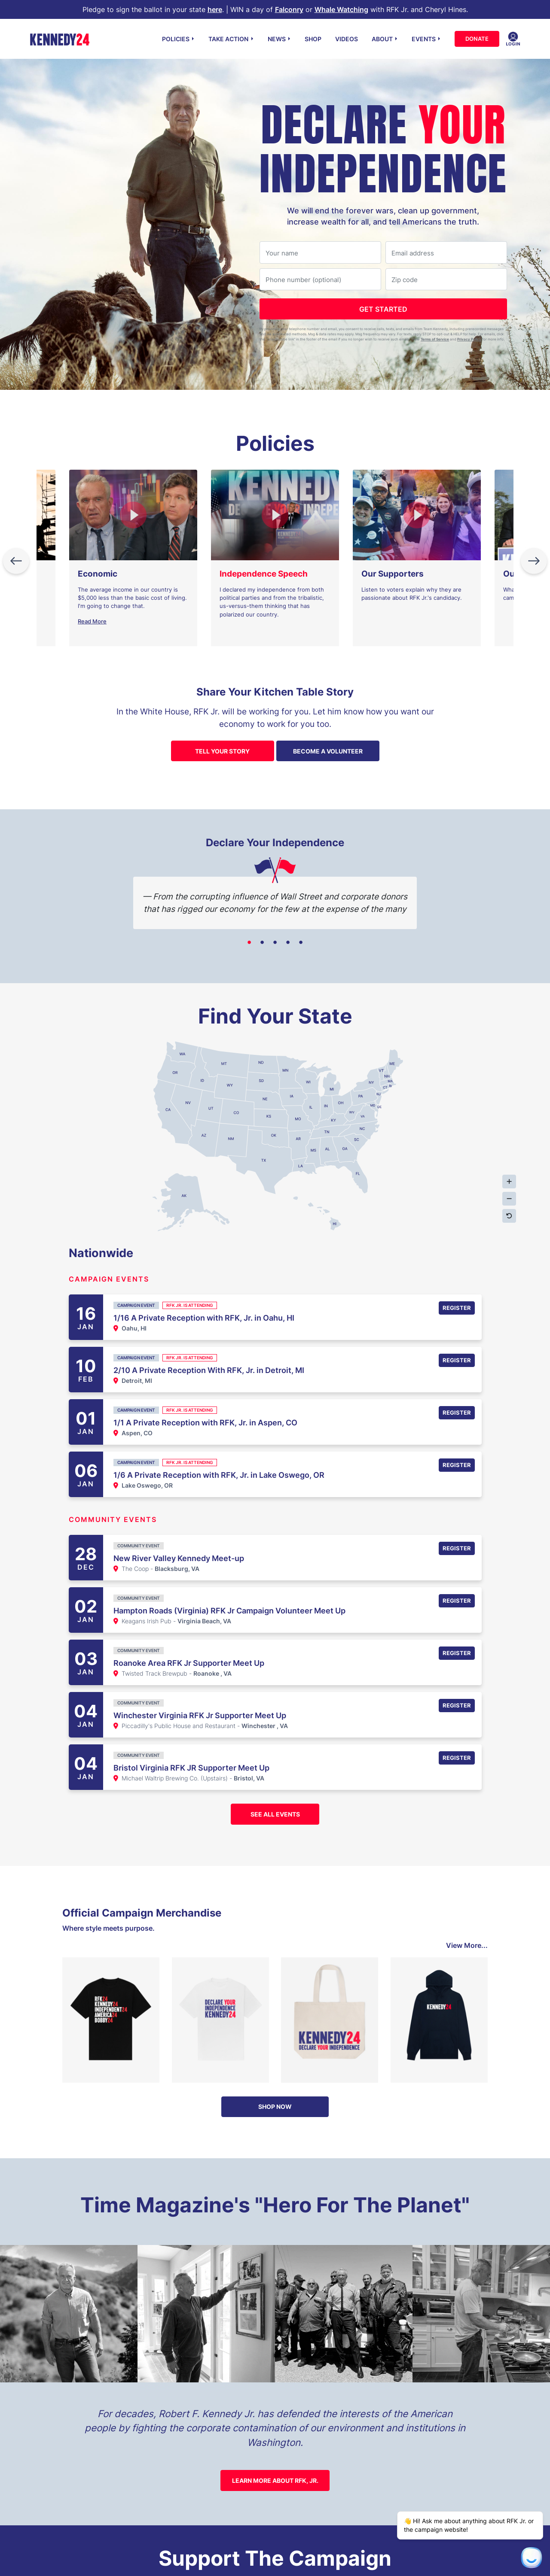 Pledge to sign the ballot in your state here. | WIN a day of Falconry or Whale Watching with RFK Jr. and Cheryl Hines.
KENNEDY24
POLICIES
TAKE ACTION
NEWS
SHOP
VIDEOS
ABOUT
EVENTS
DONATE
LOGIN
DECLARE YOUR
INDEPENDENCE
We will end the forever wars, clean up government,
increase wealth for all, and tell Americans the truth.
Your name
Email address
Phone number (optional)
Zip code
GET STARTED
Terms of Service
Policies
Economic
The average income in our country is
$5,000 less than the basic cost of living.
I'm going to change that.
Read More
Independence Speech
I declared my independence from both
political parties and from the tribalistic,
us-versus-them thinking that has
polarized our country.
Our Supporters
Listen to voters explain why they are
passionate about RFK Jr.'s candidacy.
Share Your Kitchen Table Story
In the White House, RFK Jr. will be working for you. Let him know how you want our
economy to work for you too.
TELL YOUR STORY
BECOME A VOLUNTEER
Declare Your Independence
— From the corrupting influence of Wall Street and corporate donors
that has rigged our economy for the few at the expense of the many
Find Your State
WA
MT
ND
MN
ME
OR
ID
WY
SD
WI
MI
NY
VT
NH
MA
CT
RI
CA
NV
UT
CO
NE
IA
IL
IN
OH
PA
NJ
MD
DE
KS
MO
KY
WV
VA
NC
AZ
NM
OK
AR
TN
SC
MS
AL
GA
TX
LA
FL
AK
HI
+
−
Nationwide
CAMPAIGN EVENTS
16
JAN
CAMPAIGN EVENT
RFK JR. IS ATTENDING
1/16 A Private Reception with RFK, Jr. in Oahu, HI
Oahu, HI
REGISTER
10
FEB
CAMPAIGN EVENT
RFK JR. IS ATTENDING
2/10 A Private Reception With RFK, Jr. in Detroit, MI
Detroit, MI
REGISTER
01
JAN
CAMPAIGN EVENT
RFK JR. IS ATTENDING
1/1 A Private Reception with RFK, Jr. in Aspen, CO
Aspen, CO
REGISTER
06
JAN
CAMPAIGN EVENT
RFK JR. IS ATTENDING
1/6 A Private Reception with RFK, Jr. in Lake Oswego, OR
Lake Oswego, OR
REGISTER
COMMUNITY EVENTS
28
DEC
COMMUNITY EVENT
New River Valley Kennedy Meet-up
The Coop - Blacksburg, VA
REGISTER
02
JAN
COMMUNITY EVENT
Hampton Roads (Virginia) RFK Jr Campaign Volunteer Meet Up
Keagans Irish Pub - Virginia Beach, VA
REGISTER
03
JAN
COMMUNITY EVENT
Roanoke Area RFK Jr Supporter Meet Up
Twisted Track Brewpub - Roanoke , VA
REGISTER
04
JAN
COMMUNITY EVENT
Winchester Virginia RFK Jr Supporter Meet Up
Piccadilly's Public House and Restaurant - Winchester , VA
REGISTER
04
JAN
COMMUNITY EVENT
Bristol Virginia RFK JR Supporter Meet Up
Michael Waltrip Brewing Co. (Upstairs) - Bristol, VA
REGISTER
SEE ALL EVENTS
Official Campaign Merchandise
Where style meets purpose.
View More...
RFK24
KENNEDY24
INDEPENDENT24
AMERICA24
BOBBY24
DECLARE YOUR
INDEPENDENCE
KENNEDY24
KENNEDY24
DECLARE YOUR INDEPENDENCE
KENNEDY24
SHOP NOW
Time Magazine's "Hero For The Planet"
For decades, Robert F. Kennedy Jr. has defended the interests of the American
people by fighting the corporate contamination of our environment and institutions in
Washington.
LEARN MORE ABOUT RFK, JR.
👋 Hi! Ask me about anything about RFK Jr. or
the campaign website!
Support The Campaign